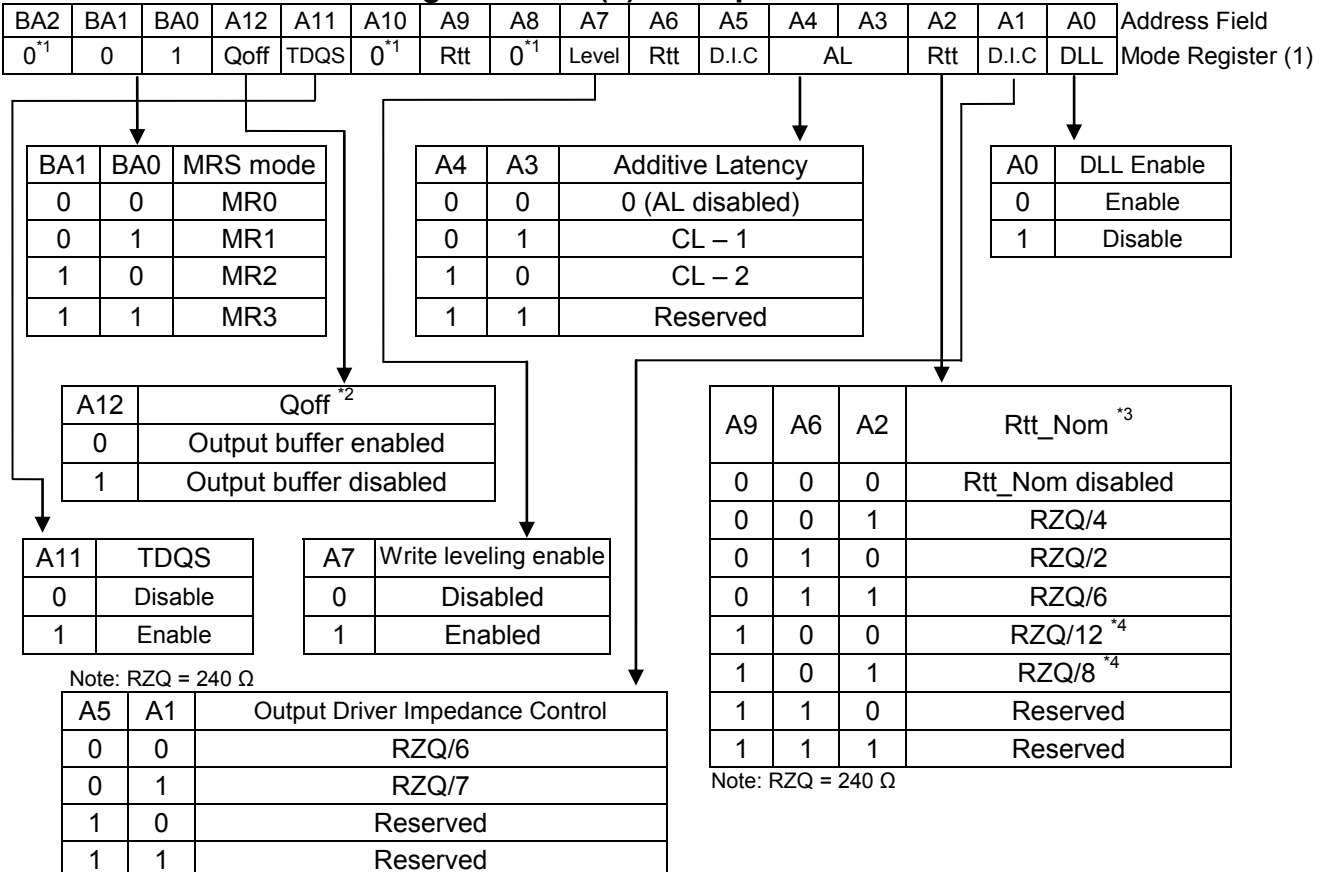 BA2 BA1 BA0 A12 A11 A10 A9 A8 A7 A6 A5 A4 A3 A2 A1 A0 Address Field
0*1 0 1 Qoff TDQS 0*1 Rtt 0*1 Level Rtt D.I.C AL Rtt D.I.C DLL Mode Register (1)
BA1 BA0 MRS mode
0 0 MR0
0 1 MR1
1 0 MR2
1 1 MR3
A4 A3 Additive Latency
0 0 0 (AL disabled)
0 1 CL – 1
1 0 CL – 2
1 1 Reserved
A0 DLL Enable
0 Enable
1 Disable
A12 Qoff *2
0 Output buffer enabled
1 Output buffer disabled
A9 A6 A2 Rtt_Nom *3
0 0 0 Rtt_Nom disabled
0 0 1 RZQ/4
0 1 0 RZQ/2
0 1 1 RZQ/6
1 0 0 RZQ/12 *4
1 0 1 RZQ/8 *4
1 1 0 Reserved
1 1 1 Reserved
Note: RZQ = 240 Ω
A11 TDQS
0 Disable
1 Enable
A7 Write leveling enable
0 Disabled
1 Enabled
Note: RZQ = 240 Ω
A5 A1 Output Driver Impedance Control
0 0 RZQ/6
0 1 RZQ/7
1 0 Reserved
1 1 Reserved